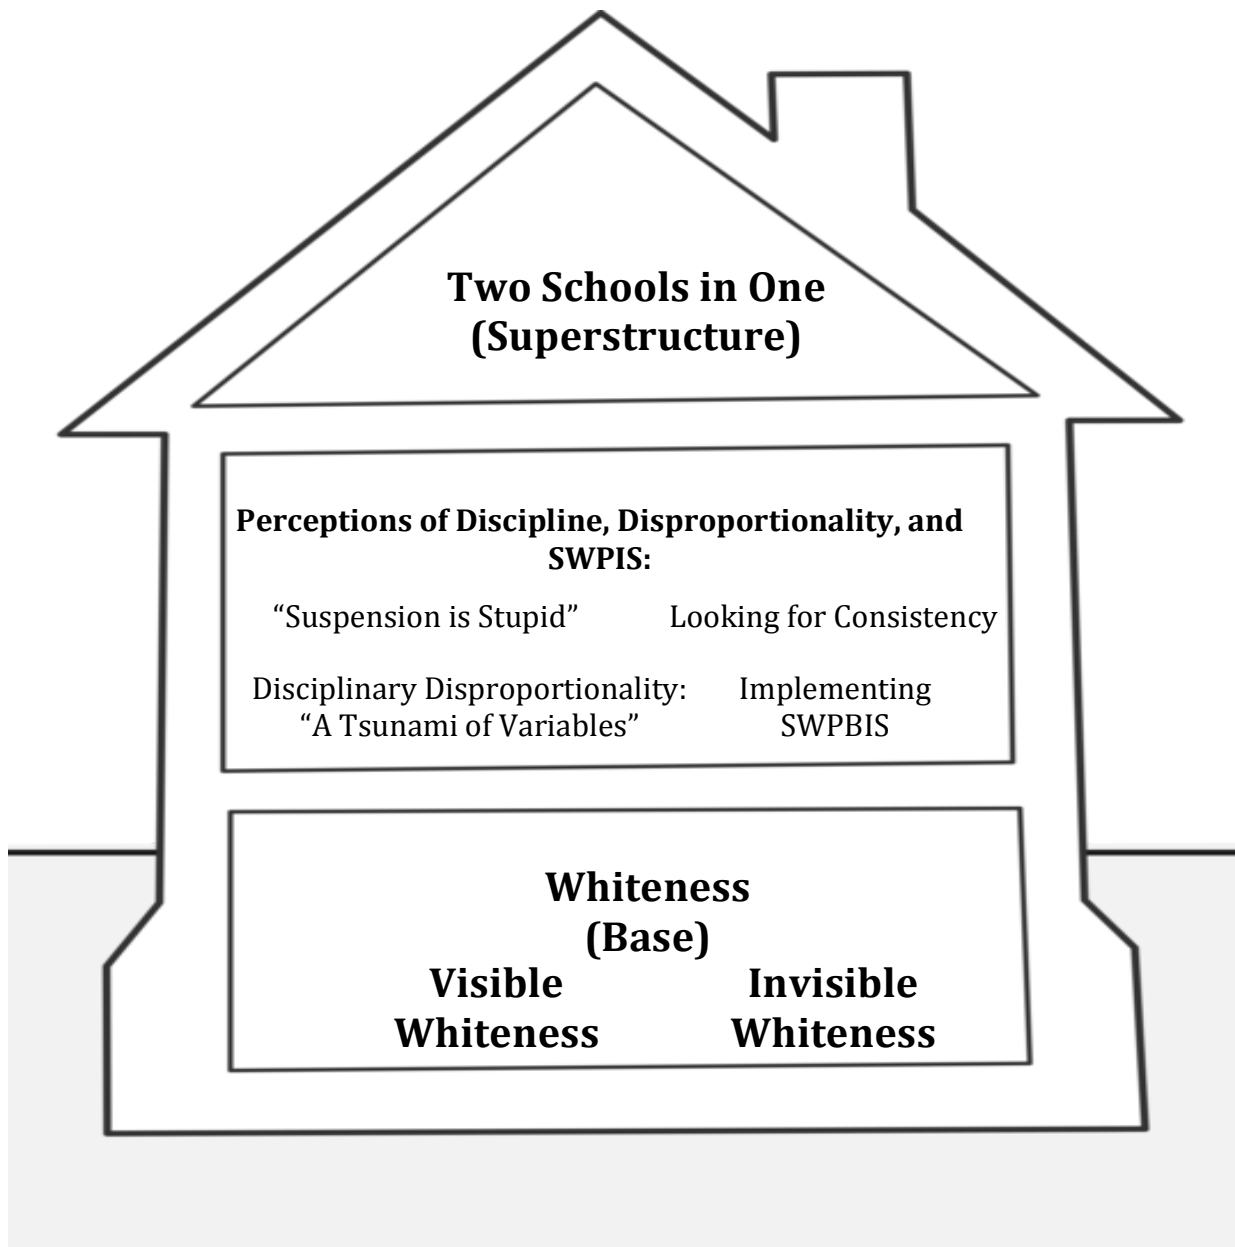 Two Schools in One
(Superstructure)
Perceptions of Discipline, Disproportionality, and
SWPIS:
“Suspension is Stupid” Looking for Consistency
Disciplinary Disproportionality: Implementing
“A Tsunami of Variables” SWPBIS
Whiteness
(Base)
Visible Invisible
Whiteness Whiteness